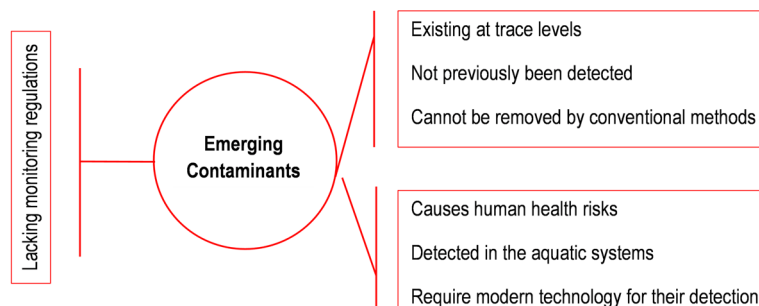 Lacking monitoring regulations
Emerging
Contaminants
Existing at trace levels
Not previously been detected
Cannot be removed by conventional methods
Causes human health risks
Detected in the aquatic systems
Require modern technology for their detection